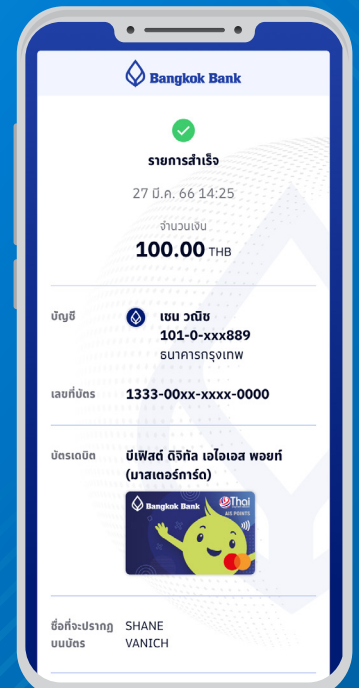 Bangkok Bank
รายการสำเร็จ
27 มี.ค. 66 14:25
จำนวนเงิน
100.00 THB
บัญชี
เชน วณิช
101-0-xxx889
ธนาคารกรุงเทพ
เลขที่บัตร
1333-00xx-xxxx-0000
บัตรเดบิต
บีเฟิสต์ ดิจิทัล เอไอเอส พอยท์
(มาสเตอร์การ์ด)
Bangkok Bank
Thai
AIS POINTS
ชื่อที่จะปรากฏ
บนบัตร
SHANE
VANICH